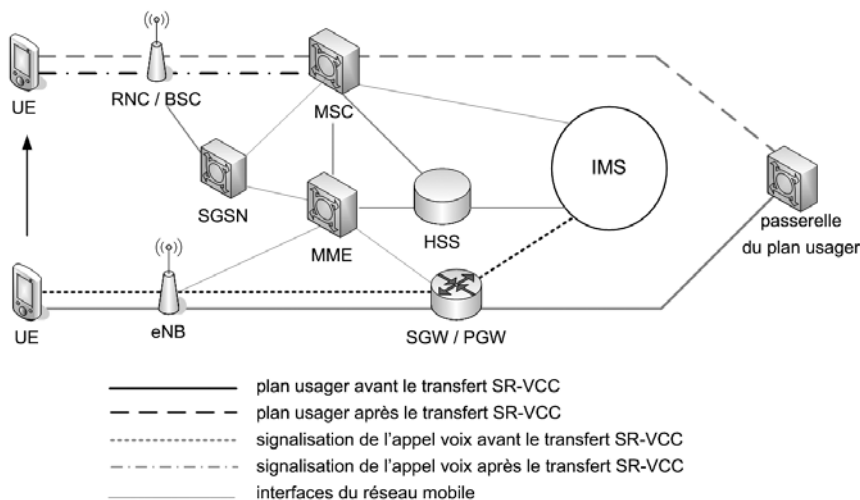 UE
RNC / BSC
MSC
IMS
SGSN
MME
HSS
passerelle
du plan usager
UE
eNB
SGW / PGW
plan usager avant le transfert SR-VCC
plan usager après le transfert SR-VCC
signalisation de l'appel voix avant le transfert SR-VCC
signalisation de l'appel voix après le transfert SR-VCC
interfaces du réseau mobile